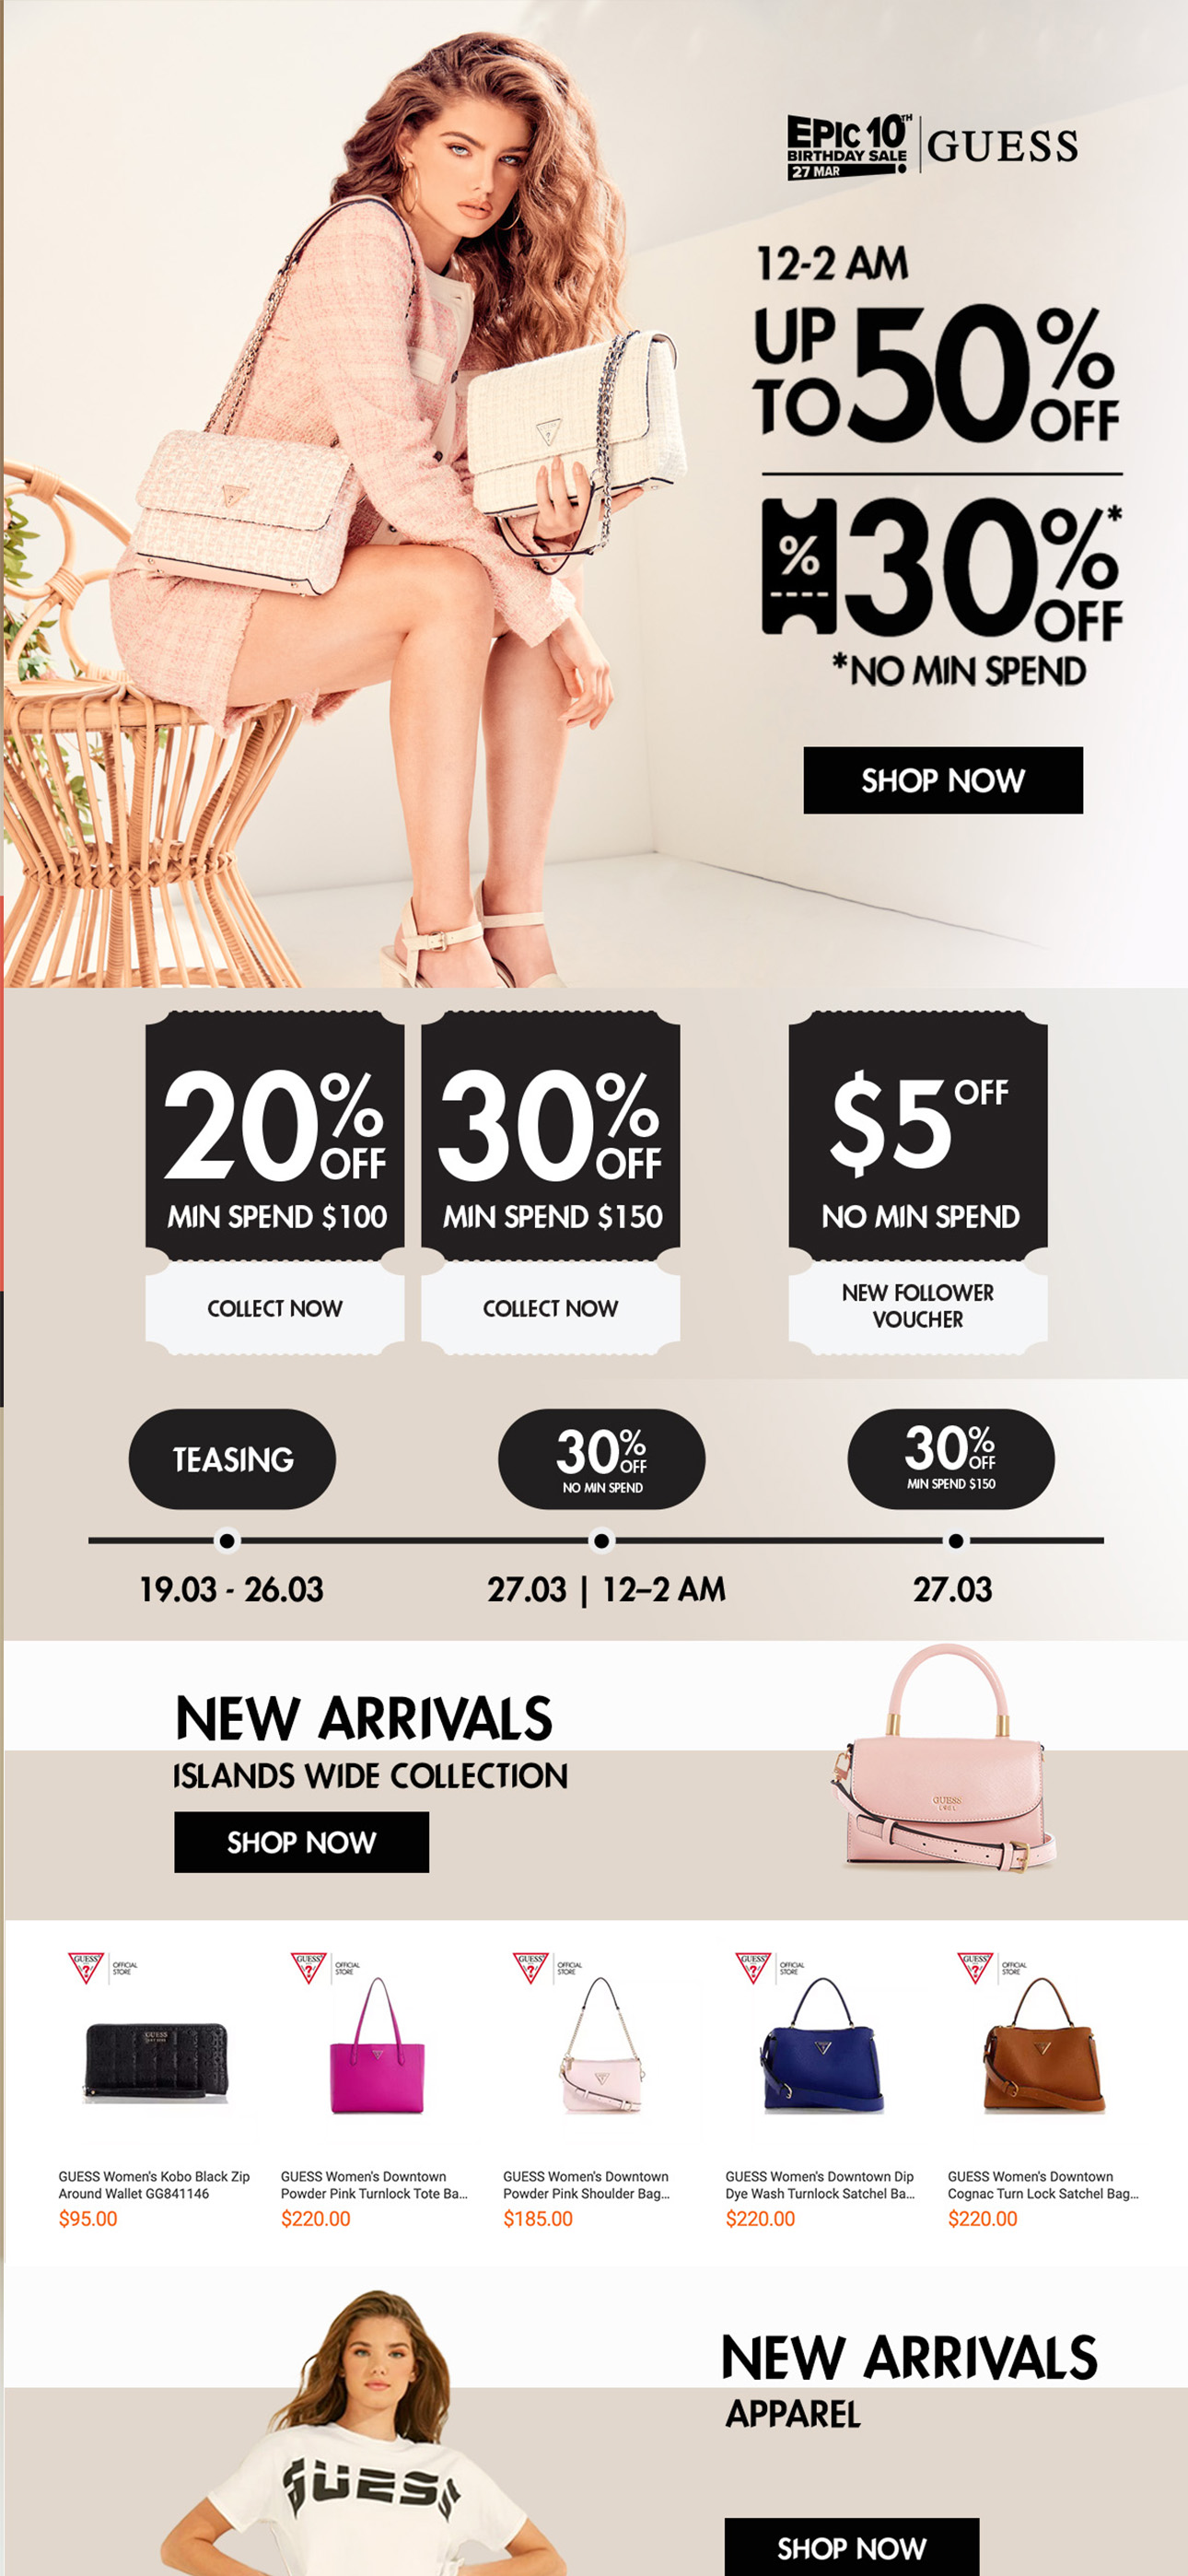 EPIC 10TH
BIRTHDAY SALE
27 MAR
GUESS
12-2 AM
UP TO 50% OFF
% 30%* OFF
*NO MIN SPEND
SHOP NOW
20% OFF
MIN SPEND $100
COLLECT NOW
30% OFF
MIN SPEND $150
COLLECT NOW
$5 OFF
NO MIN SPEND
NEW FOLLOWER
VOUCHER
TEASING
30% OFF
NO MIN SPEND
30% OFF
MIN SPEND $150
19.03 - 26.03
27.03 | 12–2 AM
27.03
NEW ARRIVALS
ISLANDS WIDE COLLECTION
SHOP NOW
GUESS
GUESS
?
OFFICIAL
STORE
GUESS
GUESS
?
OFFICIAL
STORE
GUESS
?
OFFICIAL
STORE
GUESS
?
OFFICIAL
STORE
GUESS
?
OFFICIAL
STORE
GUESS Women's Kobo Black Zip
Around Wallet GG841146
$95.00
GUESS Women's Downtown
Powder Pink Turnlock Tote Ba...
$220.00
GUESS Women's Downtown
Powder Pink Shoulder Bag...
$185.00
GUESS Women's Downtown Dip
Dye Wash Turnlock Satchel Ba...
$220.00
GUESS Women's Downtown
Cognac Turn Lock Satchel Bag...
$220.00
NEW ARRIVALS
APPAREL
GUESS
SHOP NOW